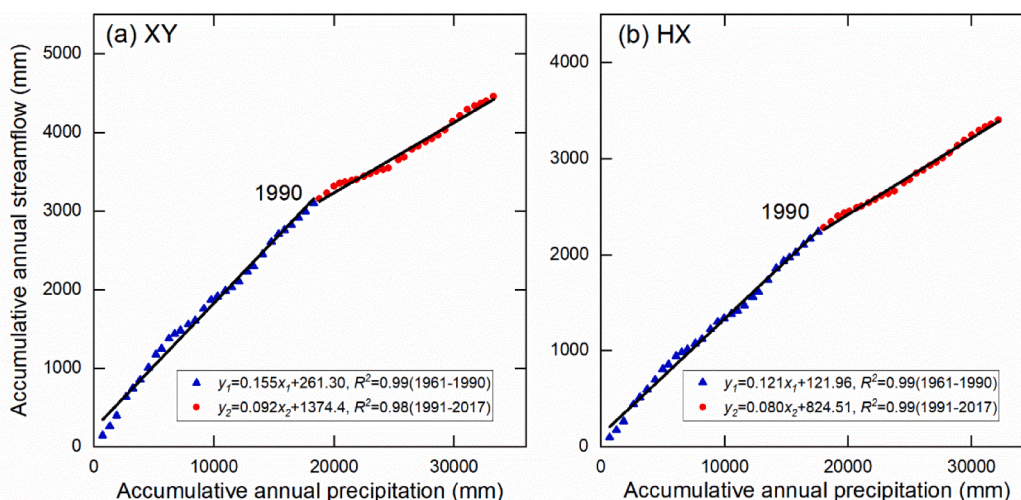 (a) XY
Accumulative annual streamflow (mm)
5000
4000
3000
2000
1000
0
1990
y₁=0.155x₁+261.30, R²=0.99(1961-1990)
y₂=0.092x₂+1374.4, R²=0.98(1991-2017)
0 10000 20000 30000
Accumulative annual precipitation (mm)
(b) HX
4000
3000
2000
1000
0
1990
y₁=0.121x₁+121.96, R²=0.99(1961-1990)
y₂=0.080x₂+824.51, R²=0.99(1991-2017)
0 10000 20000 30000
Accumulative annual precipitation (mm)